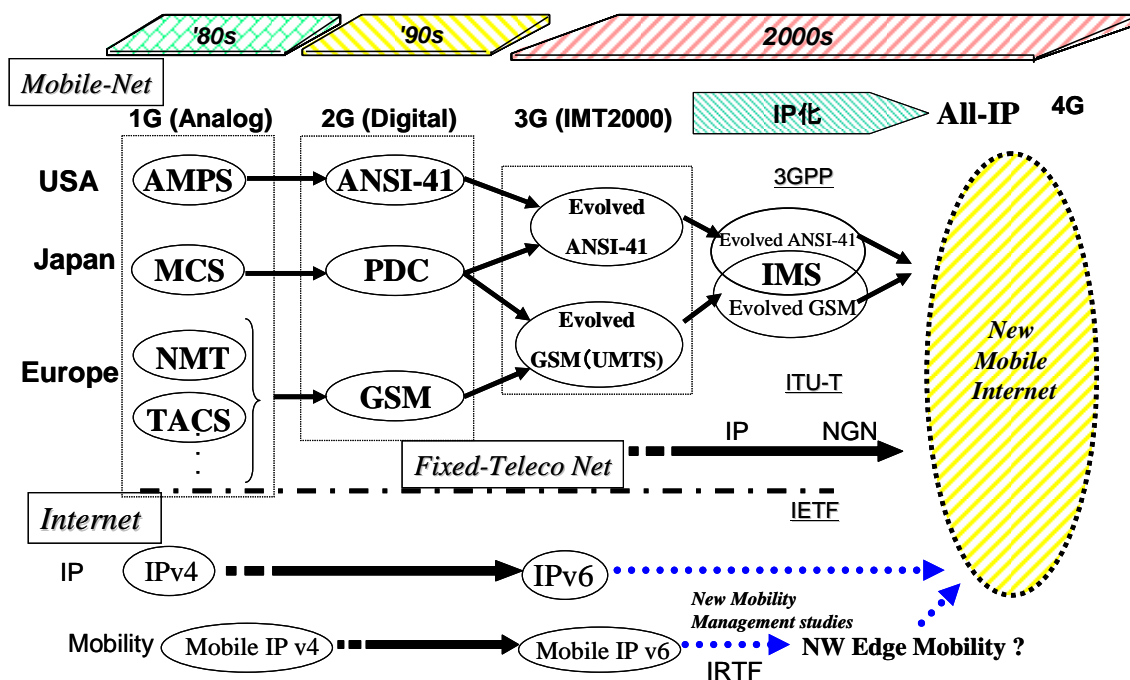 '80s
'90s
2000s
Mobile-Net
1G (Analog)
2G (Digital)
3G (IMT2000)
IP化
All-IP
4G
USA
AMPS
ANSI-41
Evolved
ANSI-41
3GPP
Japan
MCS
PDC
Evolved ANSI-41
IMS
Evolved GSM
Europe
NMT
TACS
GSM
Evolved
GSM(UMTS)
ITU-T
New
Mobile
Internet
Fixed-Teleco Net
IP
NGN
Internet
IETF
IP
IPv4
IPv6
Mobility
Mobile IP v4
Mobile IP v6
New Mobility
Management studies
IRTF
NW Edge Mobility ?